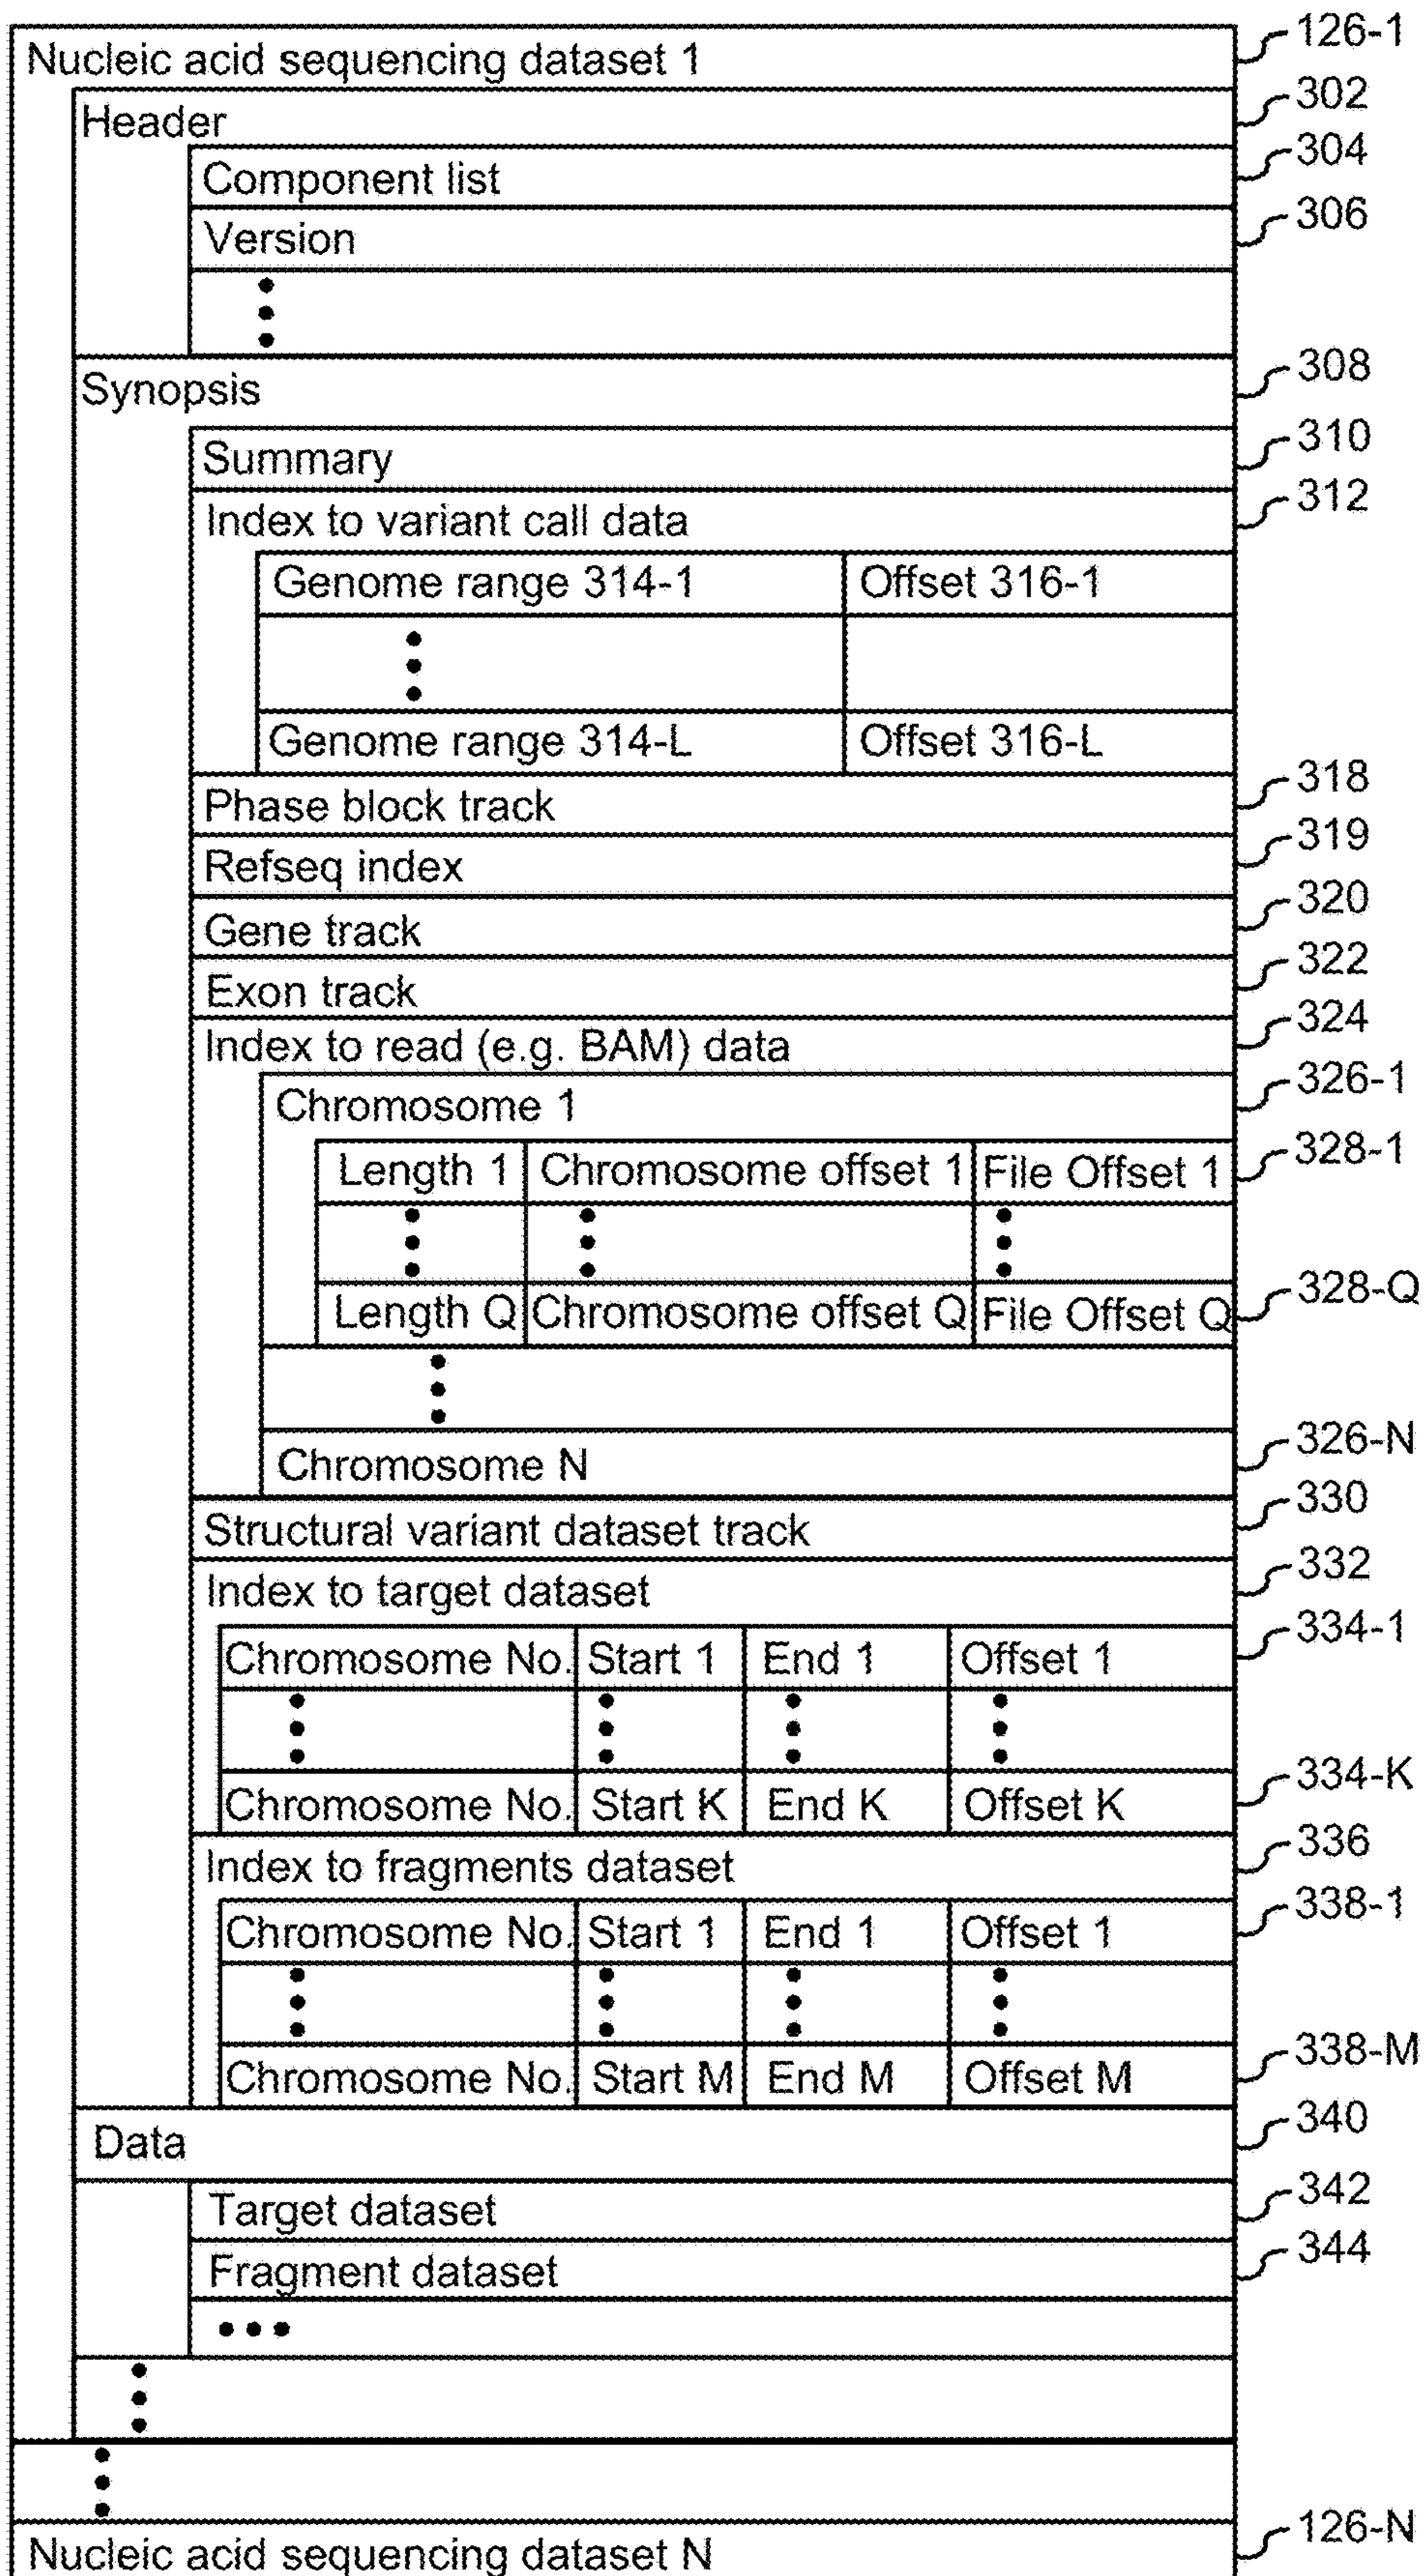 Nucleic acid sequencing dataset 1 126-1
Header 302
Component list 304
Version 306
Synopsis 308
Summary 310
Index to variant call data 312
Genome range 314-1 Offset 316-1
Genome range 314-L Offset 316-L
Phase block track 318
Refseq index 319
Gene track 320
Exon track 322
Index to read (e.g. BAM) data 324
Chromosome 1 326-1
Length 1 Chromosome offset 1 File Offset 1 328-1
Length Q Chromosome offset Q File Offset Q 328-Q
Chromosome N 326-N
Structural variant dataset track 330
Index to target dataset 332
Chromosome No. Start 1 End 1 Offset 1 334-1
Chromosome No. Start K End K Offset K 334-K
Index to fragments dataset 336
Chromosome No. Start 1 End 1 Offset 1 338-1
Chromosome No. Start M End M Offset M 338-M
Data 340
Target dataset 342
Fragment dataset 344
Nucleic acid sequencing dataset N 126-N